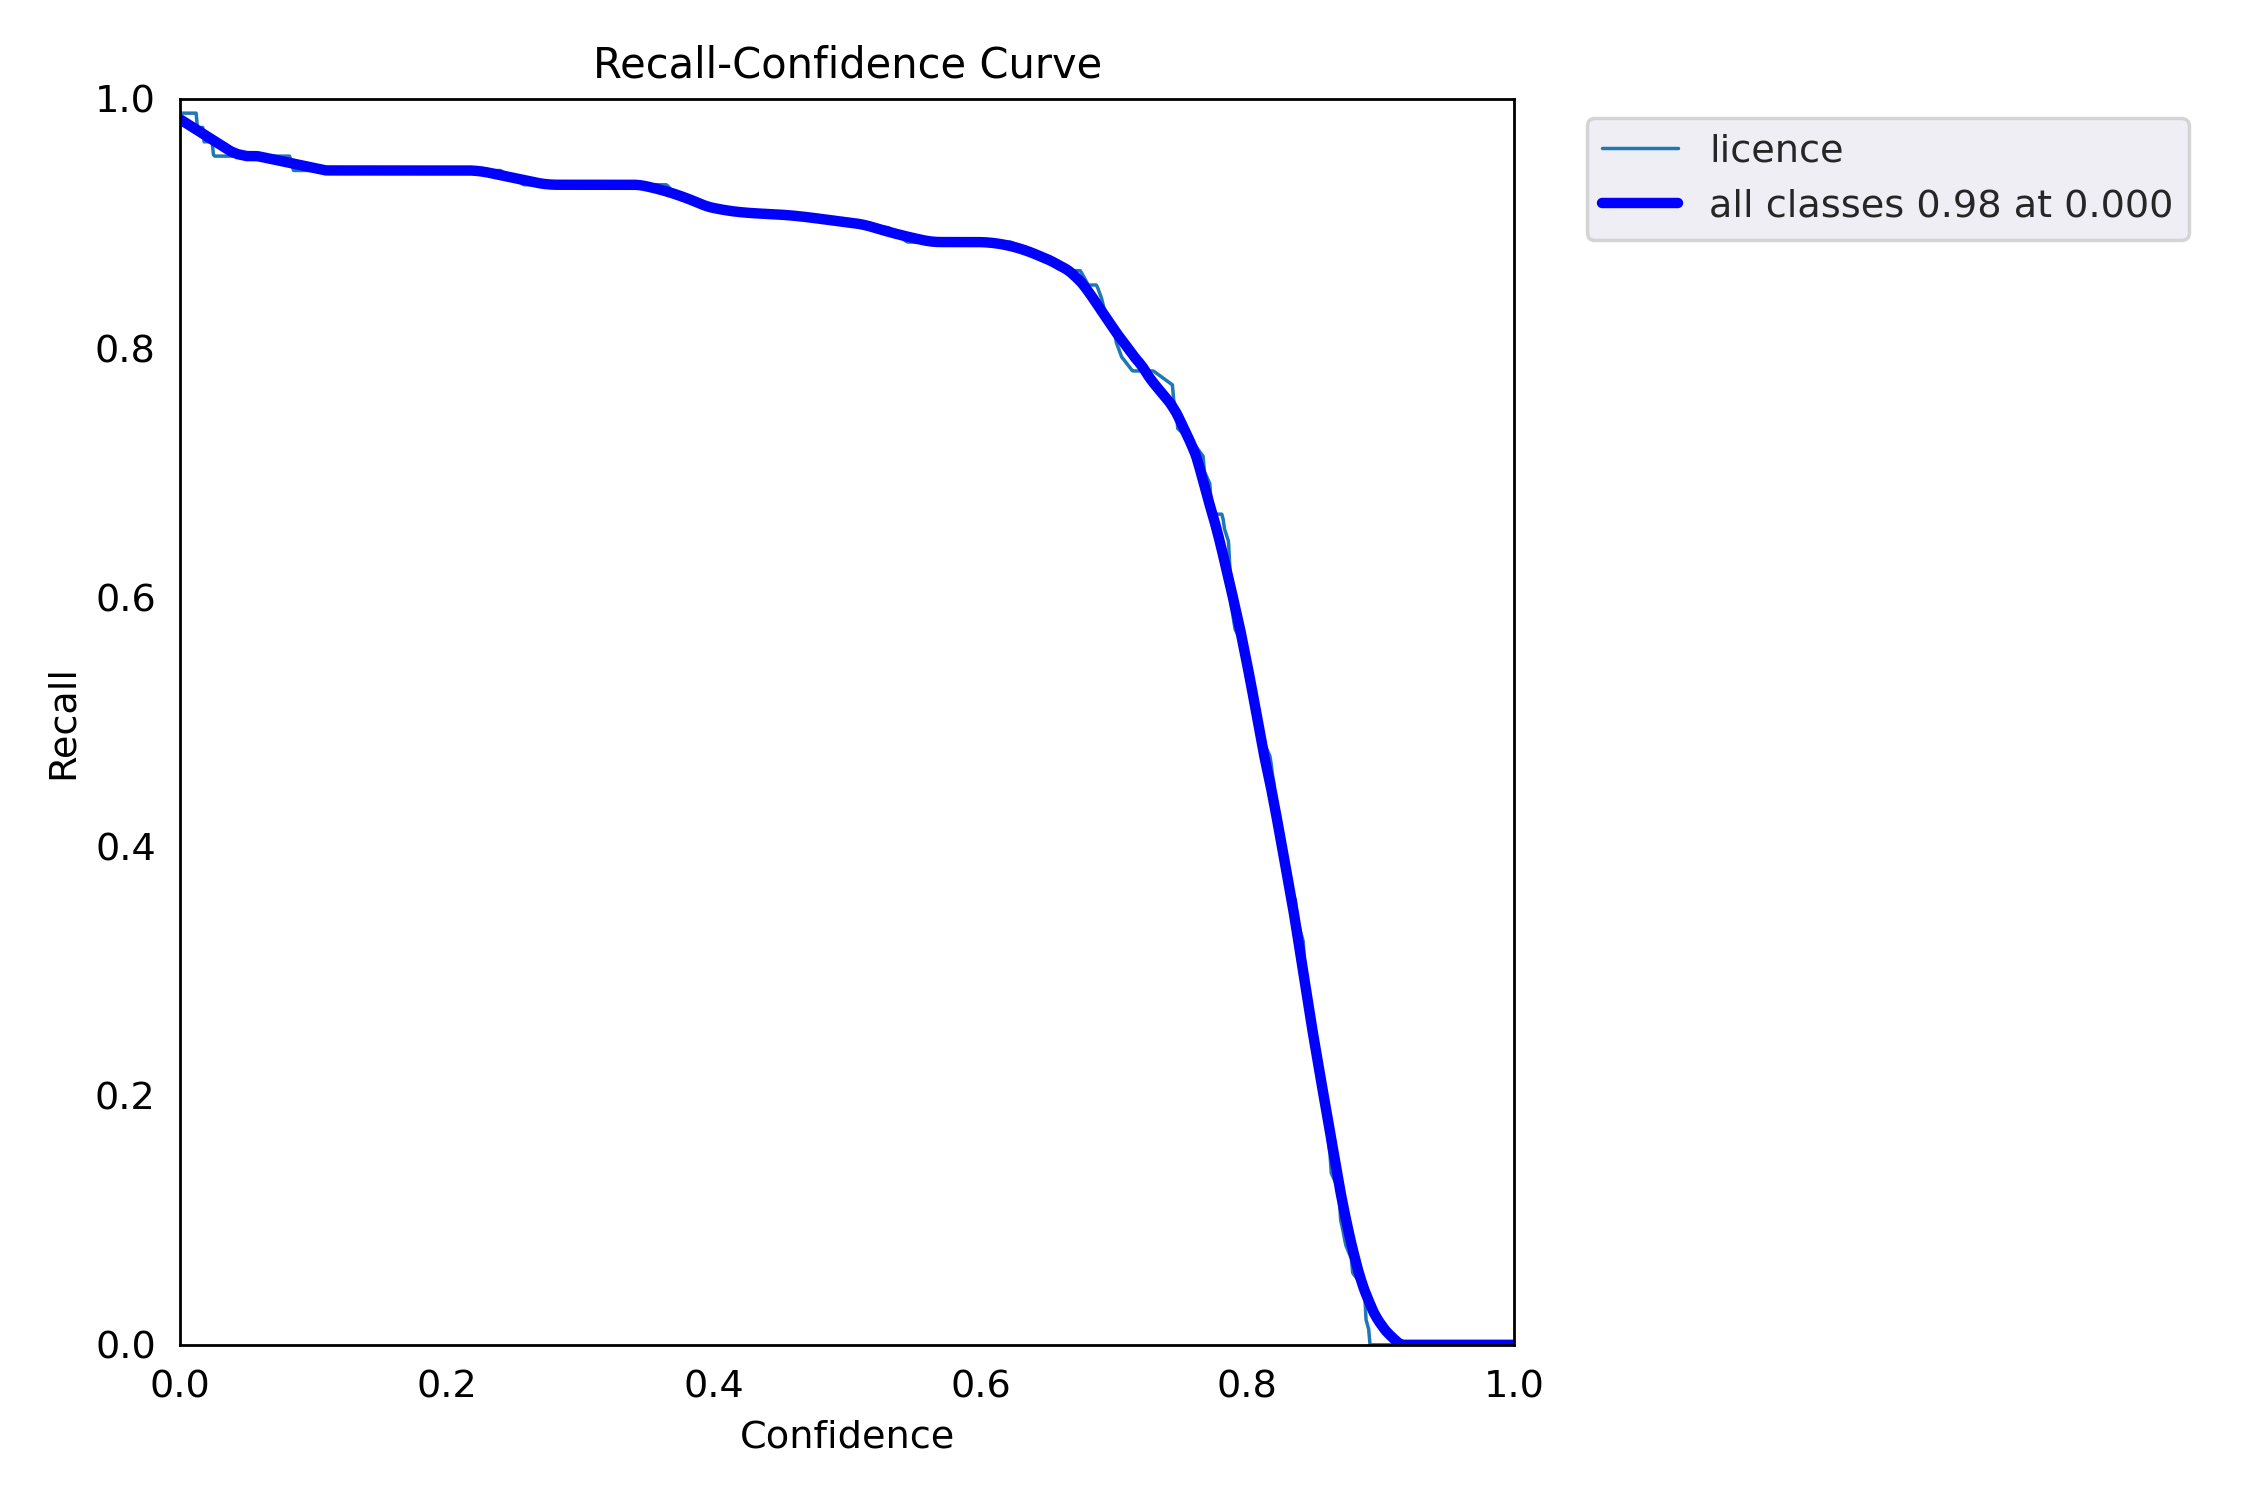 Recall-Confidence Curve
1.0
0.8
0.6
0.4
0.2
0.0
Recall
0.0 0.2 0.4 0.6 0.8 1.0
Confidence
licence
all classes 0.98 at 0.000